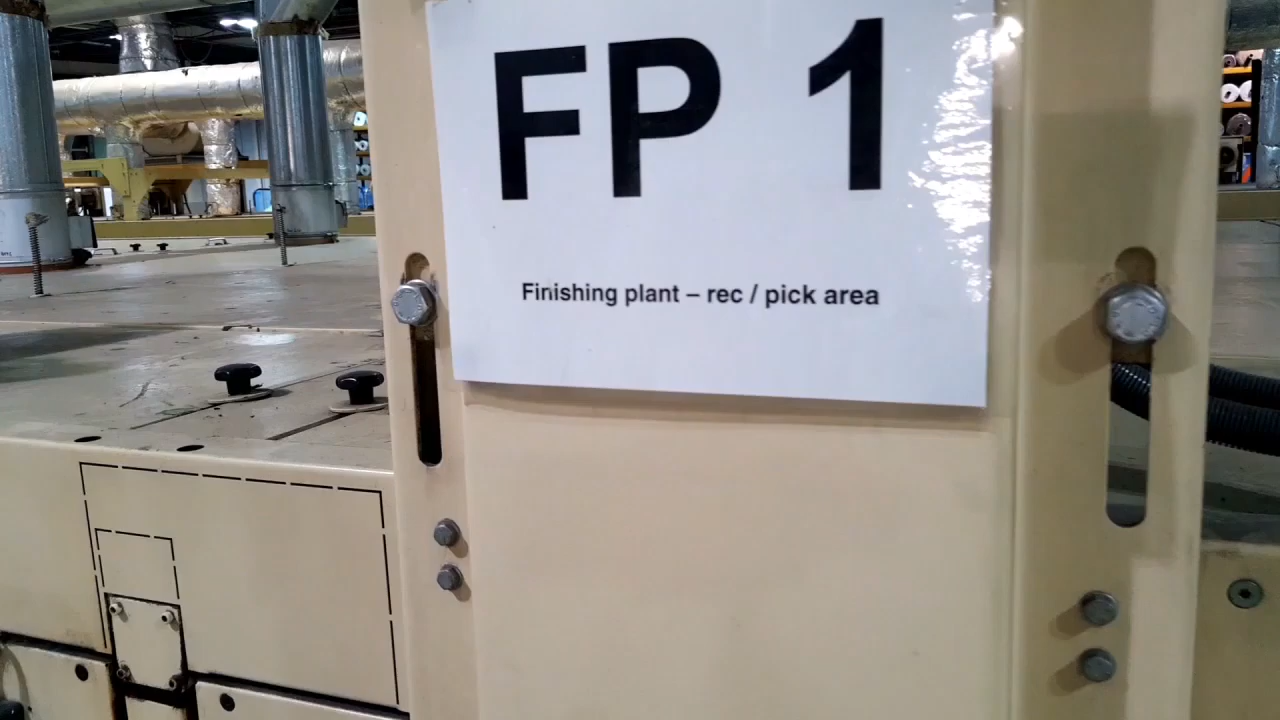 FP 1
Finishing plant – rec / pick area